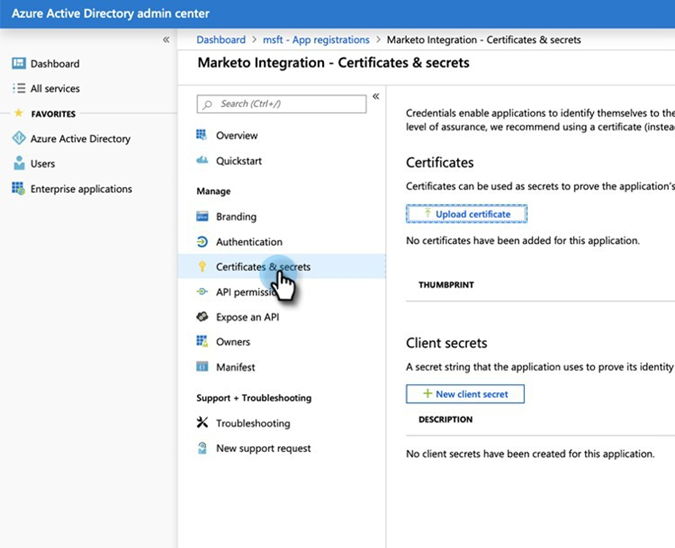 Azure Active Directory admin center
Dashboard
All services
FAVORITES
Azure Active Directory
Users
Enterprise applications
Dashboard > msft - App registrations > Marketo Integration - Certificates & secrets
Marketo Integration - Certificates & secrets
Search (Ctrl+/)
Overview
Quickstart
Manage
Branding
Authentication
Certificates & secrets
API permissi
Expose an API
Owners
Manifest
Support + Troubleshooting
Troubleshooting
New support request
Credentials enable applications to identify themselves to the
level of assurance, we recommend using a certificate (instea
Certificates
Certificates can be used as secrets to prove the application's
Upload certificate
No certificates have been added for this application.
THUMBPRINT
Client secrets
A secret string that the application uses to prove its identity
New client secret
DESCRIPTION
No client secrets have been created for this application.